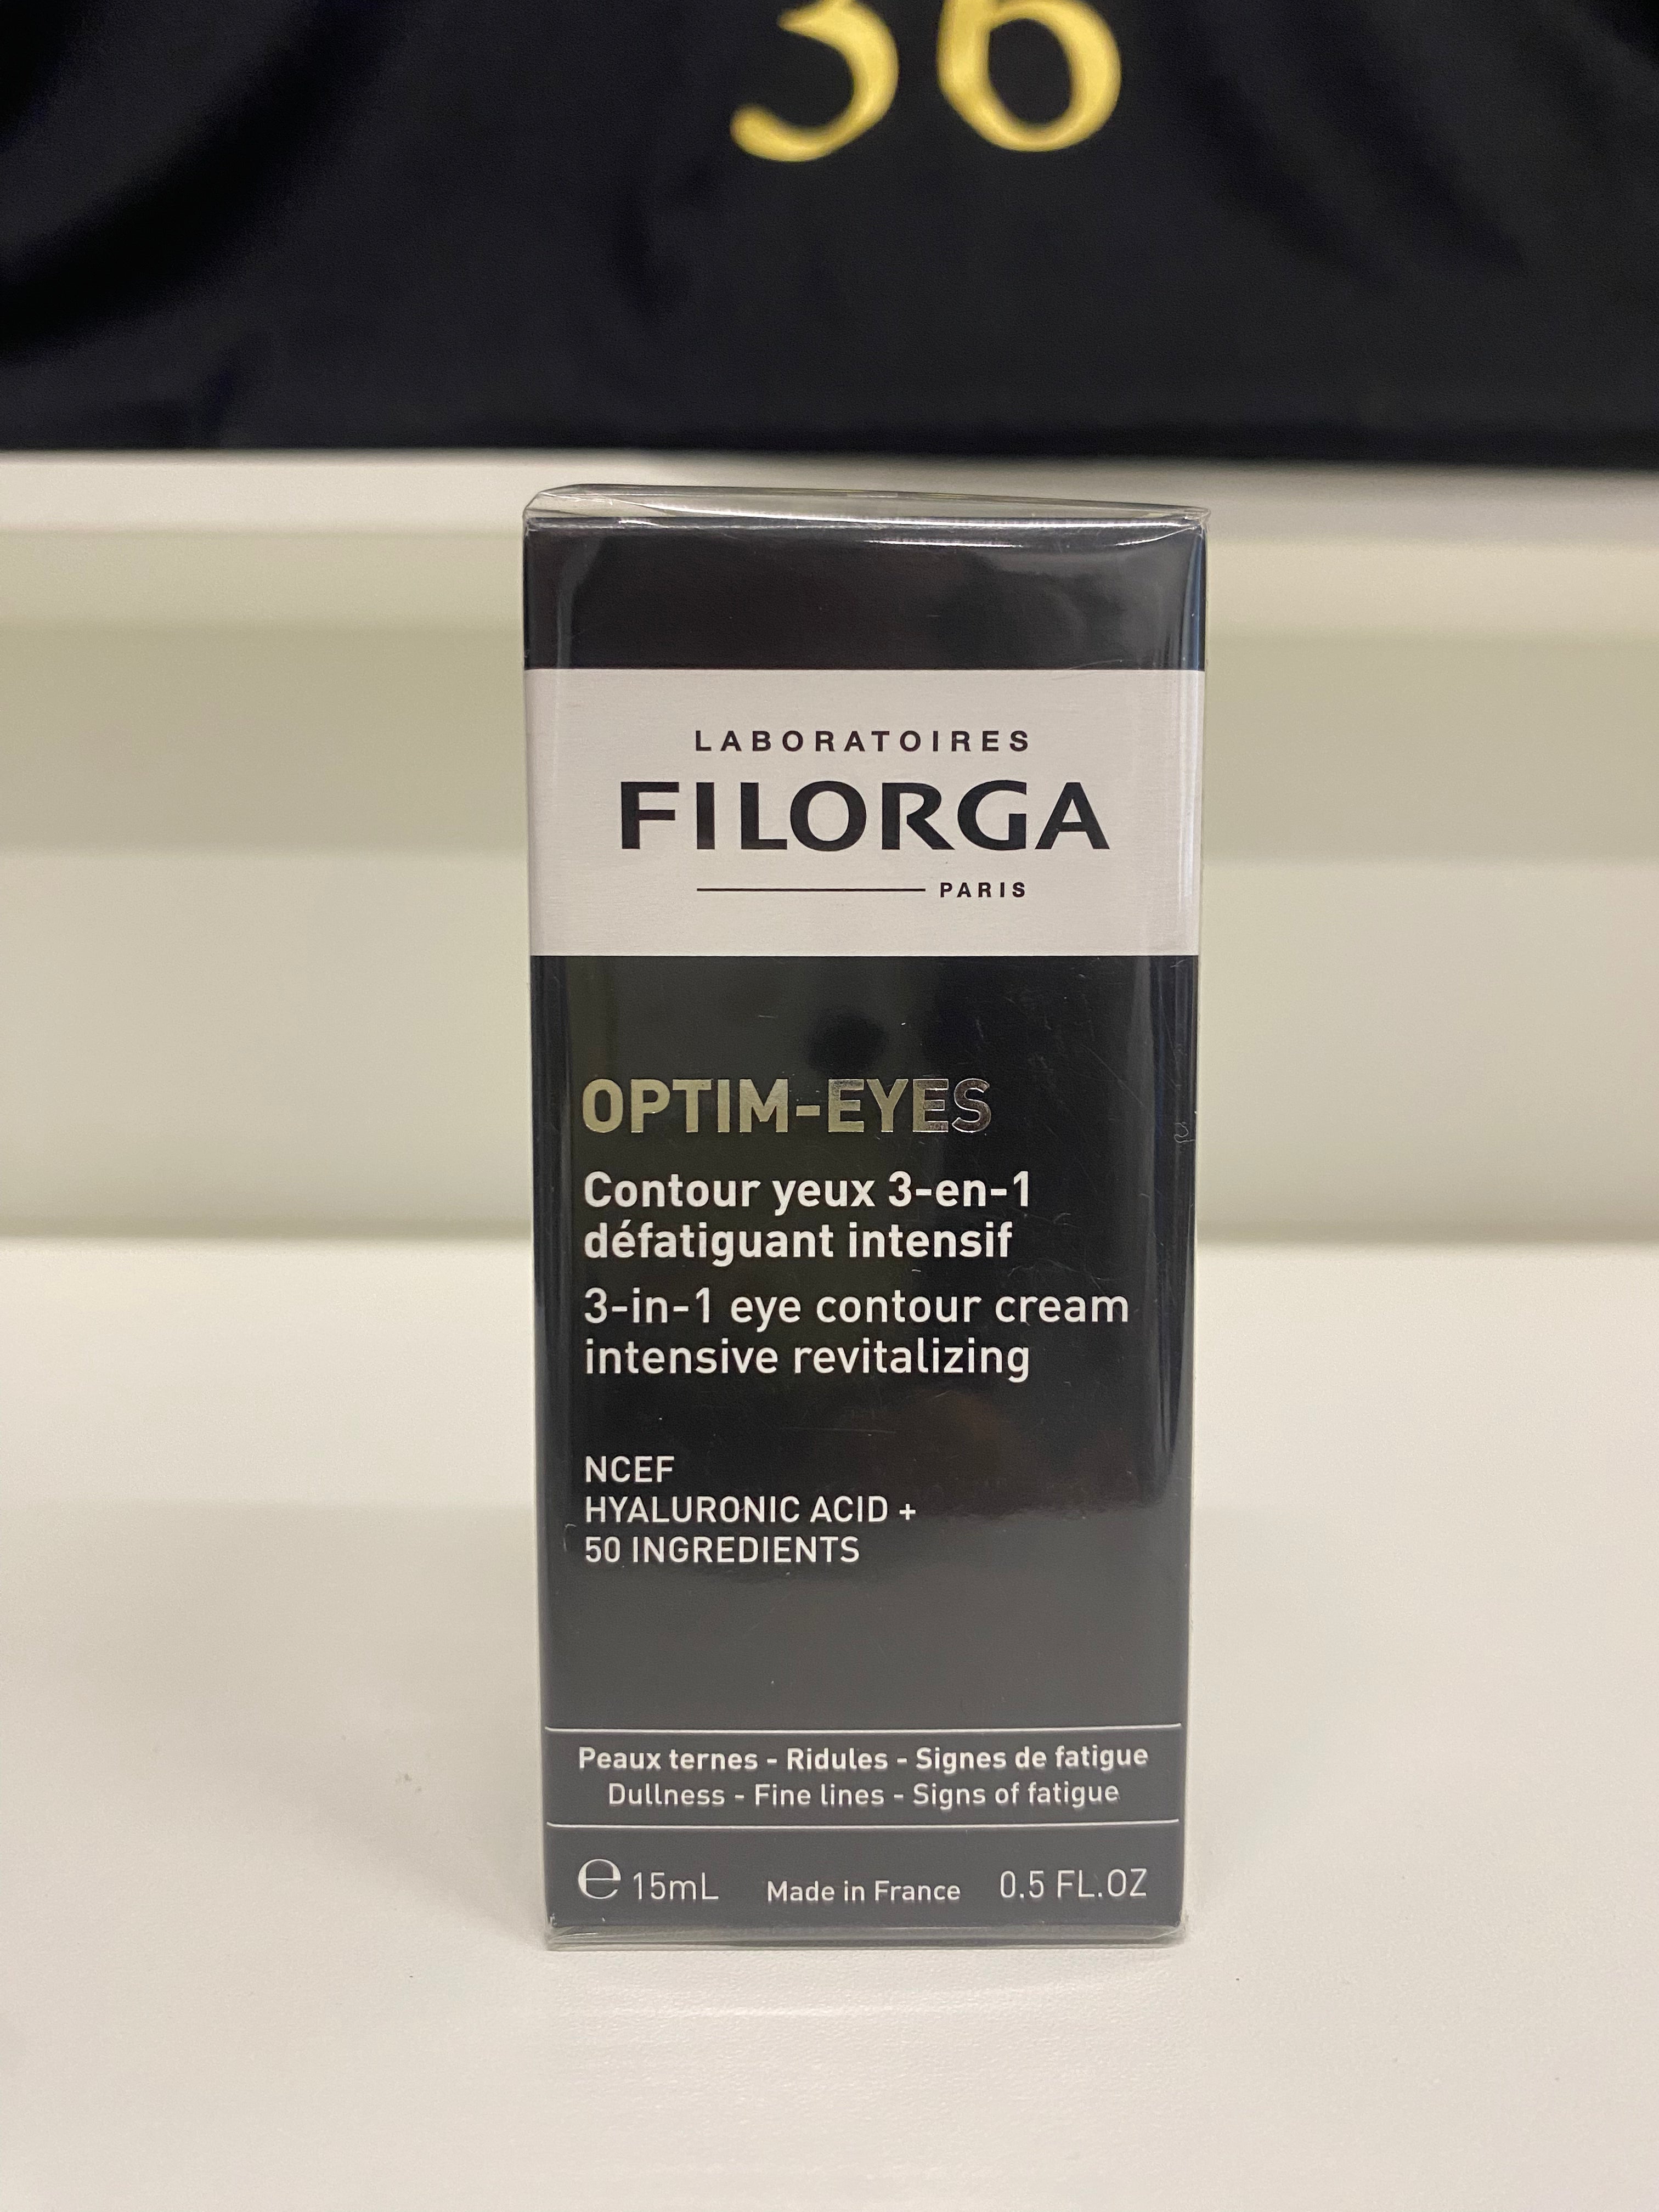 36
LABORATOIRES
FILORGA
PARIS
OPTIM-EYES
Contour yeux 3-en-1
défatiguant intensif
3-in-1 eye contour cream
intensive revitalizing
NCEF
HYALURONIC ACID +
50 INGREDIENTS
Peaux ternes - Ridules - Signes de fatigue
Dullness - Fine lines - Signs of fatigue
℮ 15mL Made in France 0.5 FL.OZ